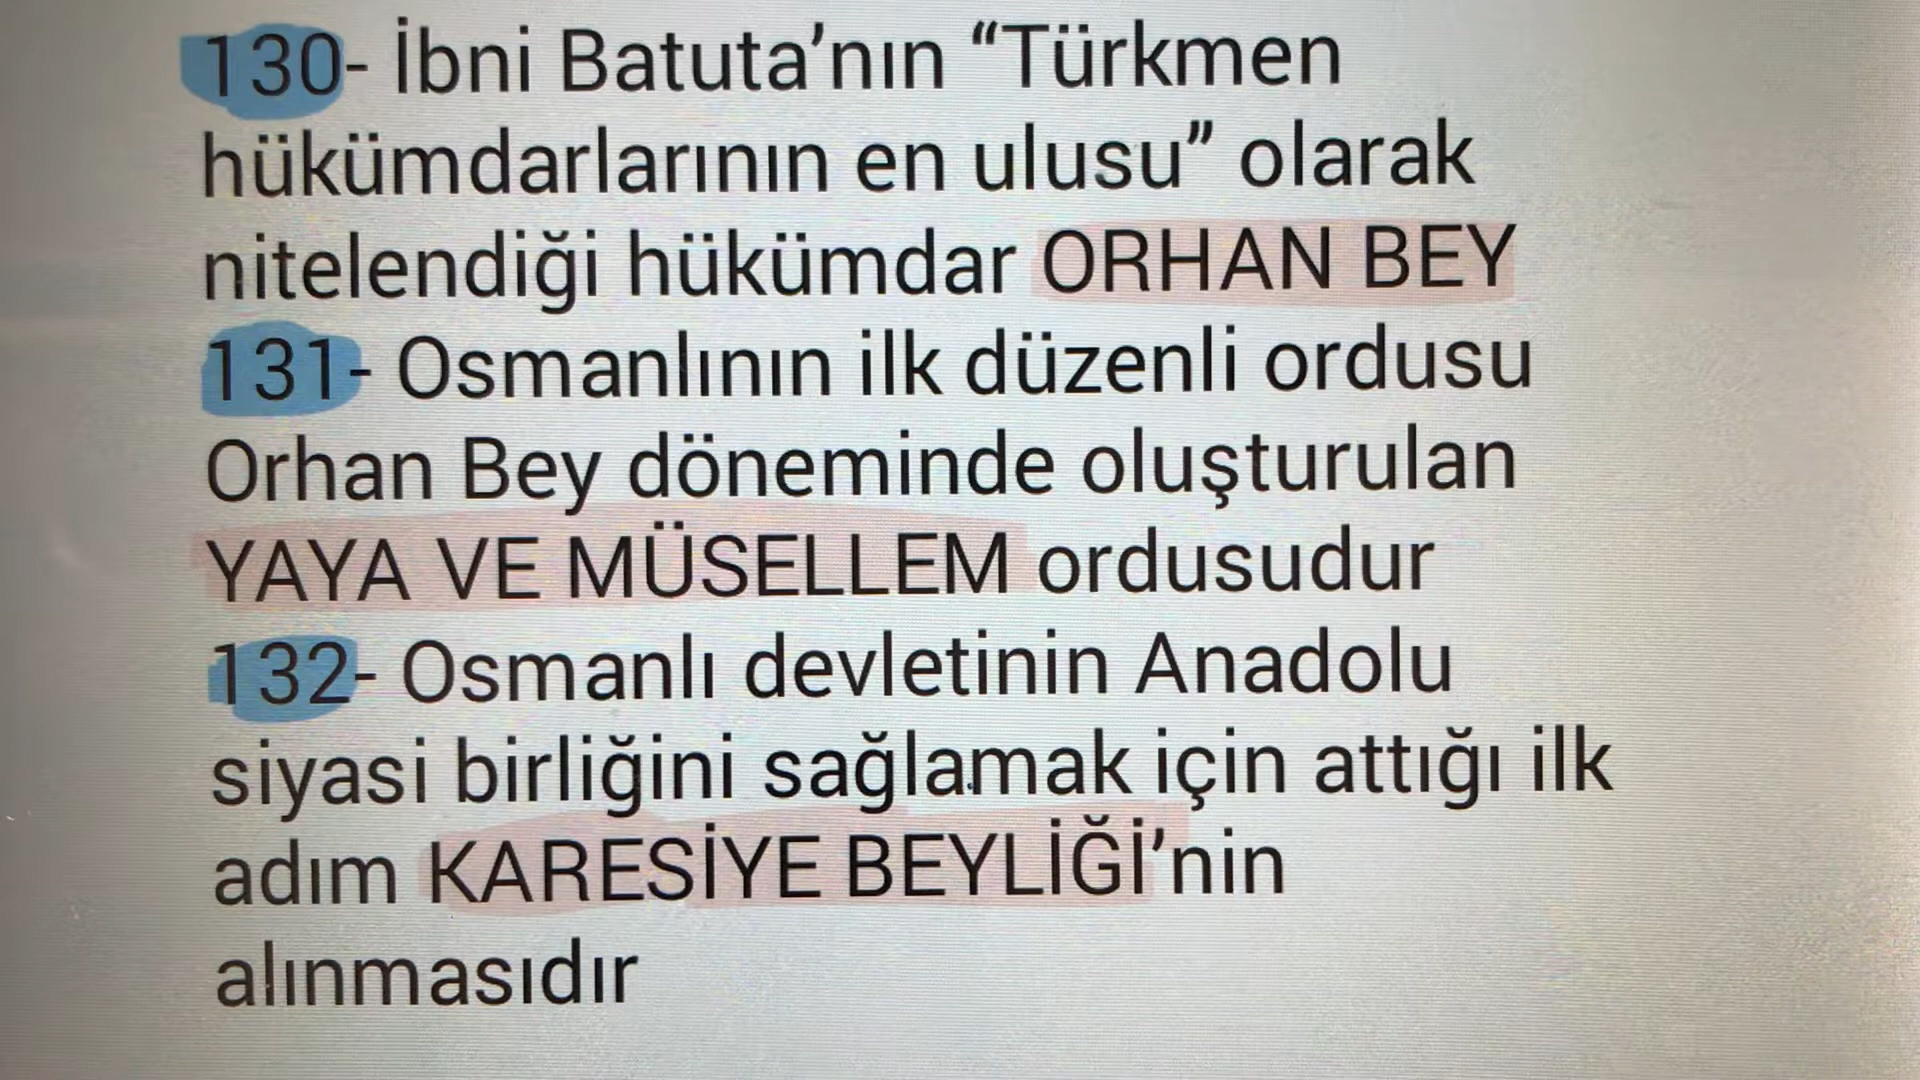 130- İbni Batuta’nın “Türkmen
hükümdarlarının en ulusu” olarak
nitelendiği hükümdar ORHAN BEY
131- Osmanlının ilk düzenli ordusu
Orhan Bey döneminde oluşturulan
YAYA VE MÜSELLEM ordusudur
132- Osmanlı devletinin Anadolu
siyasi birliğini sağlamak için attığı ilk
adım KARESİYE BEYLİĞİ’nin
alınmasıdır